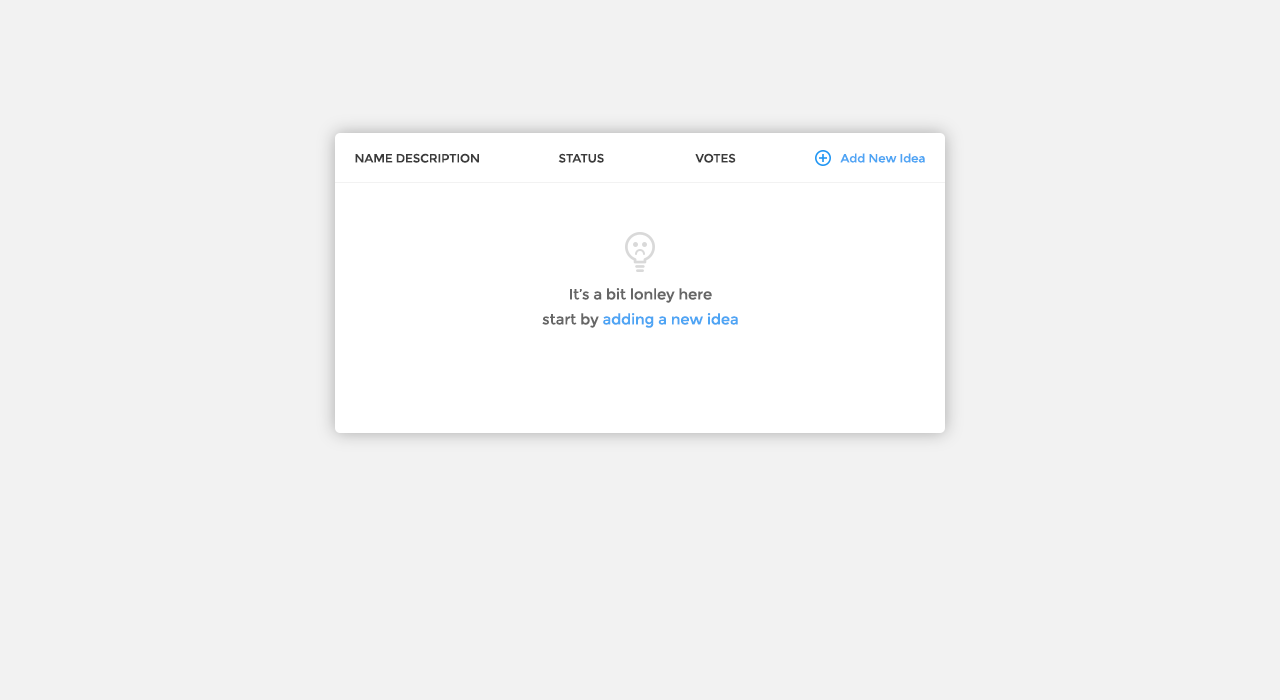 NAME DESCRIPTION STATUS VOTES Add New Idea
It's a bit lonley here
start by adding a new idea